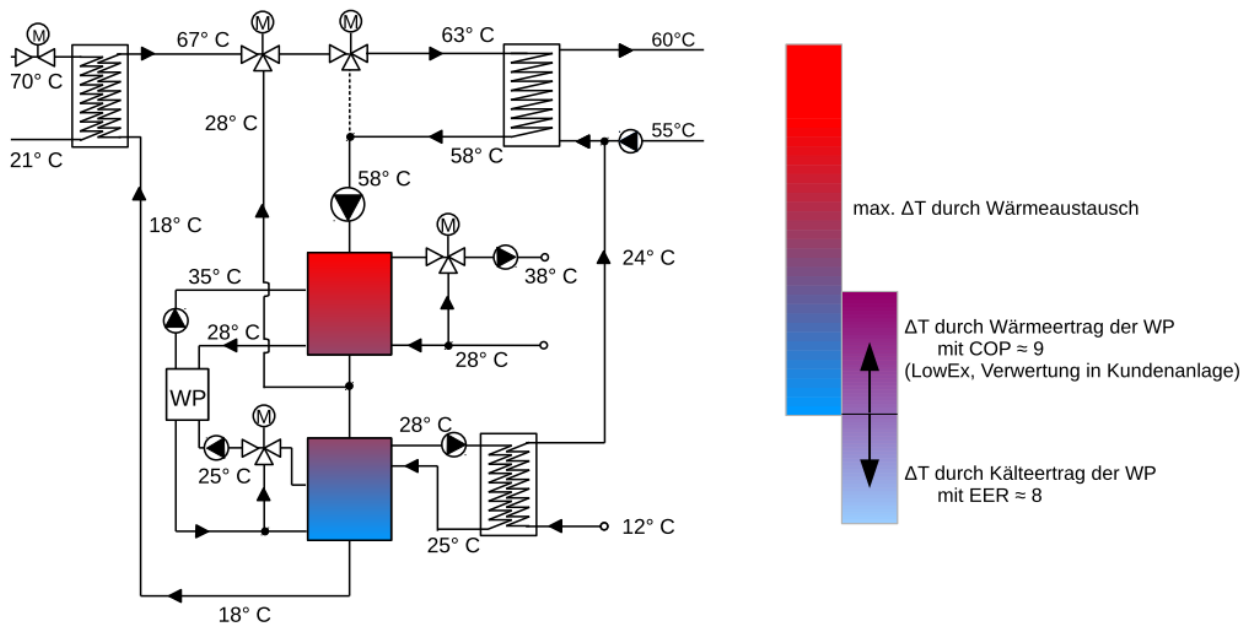 M
M
M
67° C
63° C
60°C
70° C
28° C
55°C
21° C
58° C
58° C
18° C
M
max. ΔT durch Wärmeaustausch
35° C
38° C
24° C
28° C
28° C
ΔT durch Wärmeertrag der WP
mit COP ≈ 9
(LowEx, Verwertung in Kundenanlage)
WP
M
28° C
25° C
ΔT durch Kälteertrag der WP
mit EER ≈ 8
12° C
25° C
18° C